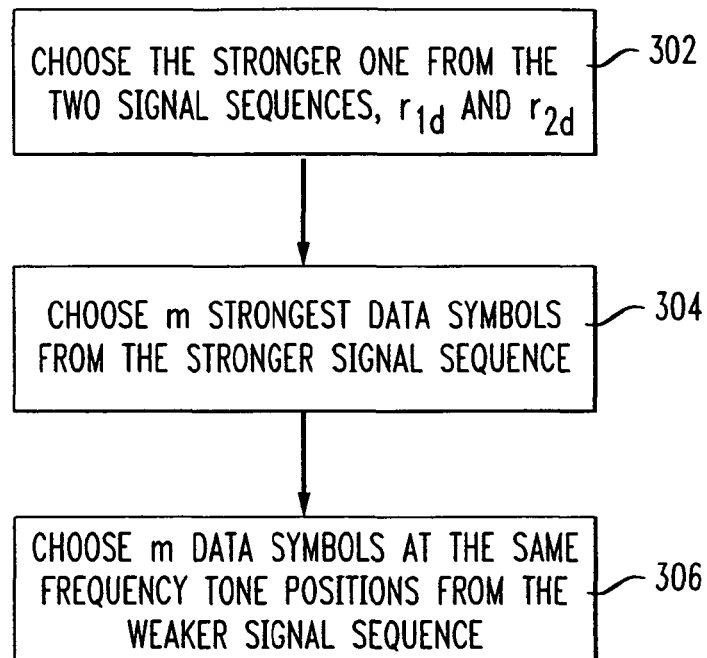 CHOOSE THE STRONGER ONE FROM THE
TWO SIGNAL SEQUENCES, r1d AND r2d
302
CHOOSE m STRONGEST DATA SYMBOLS
FROM THE STRONGER SIGNAL SEQUENCE
304
CHOOSE m DATA SYMBOLS AT THE SAME
FREQUENCY TONE POSITIONS FROM THE
WEAKER SIGNAL SEQUENCE
306